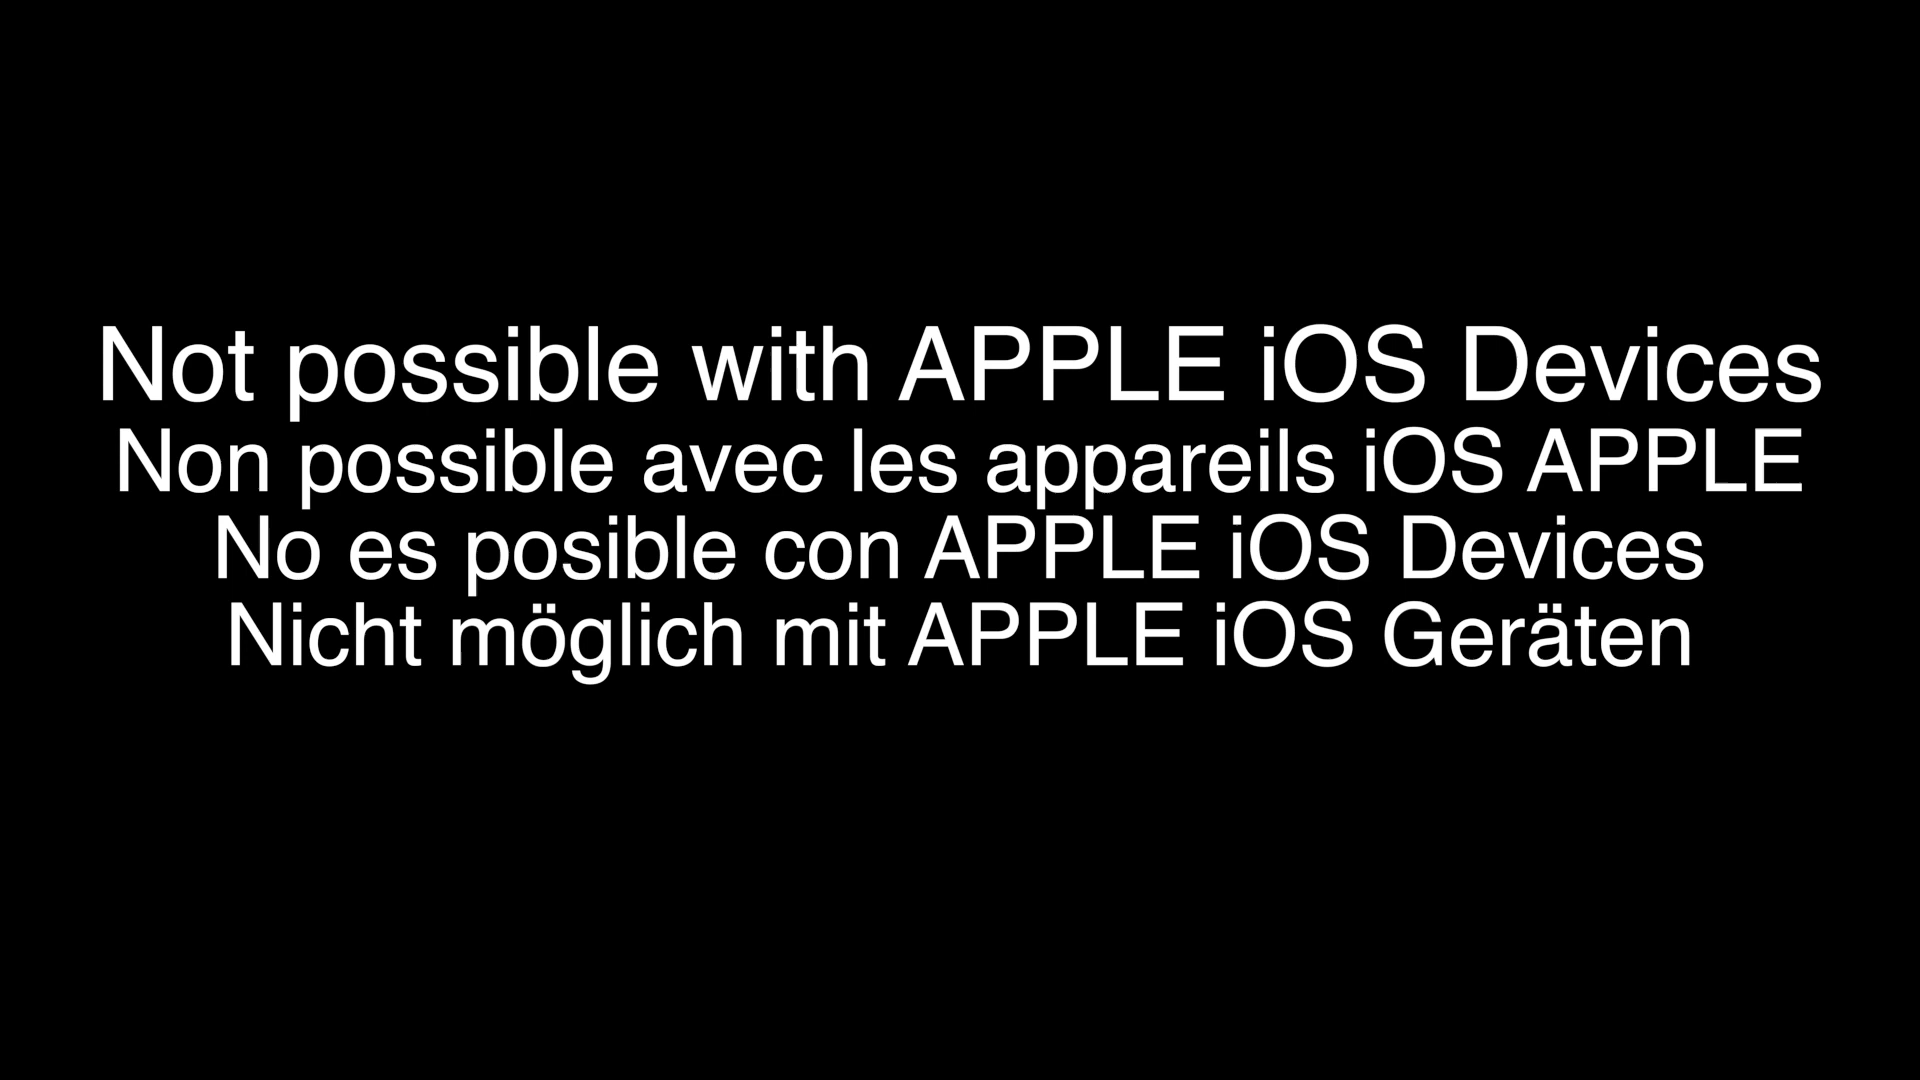 Not possible with APPLE iOS Devices
Non possible avec les appareils iOS APPLE
No es posible con APPLE iOS Devices
Nicht möglich mit APPLE iOS Geräten